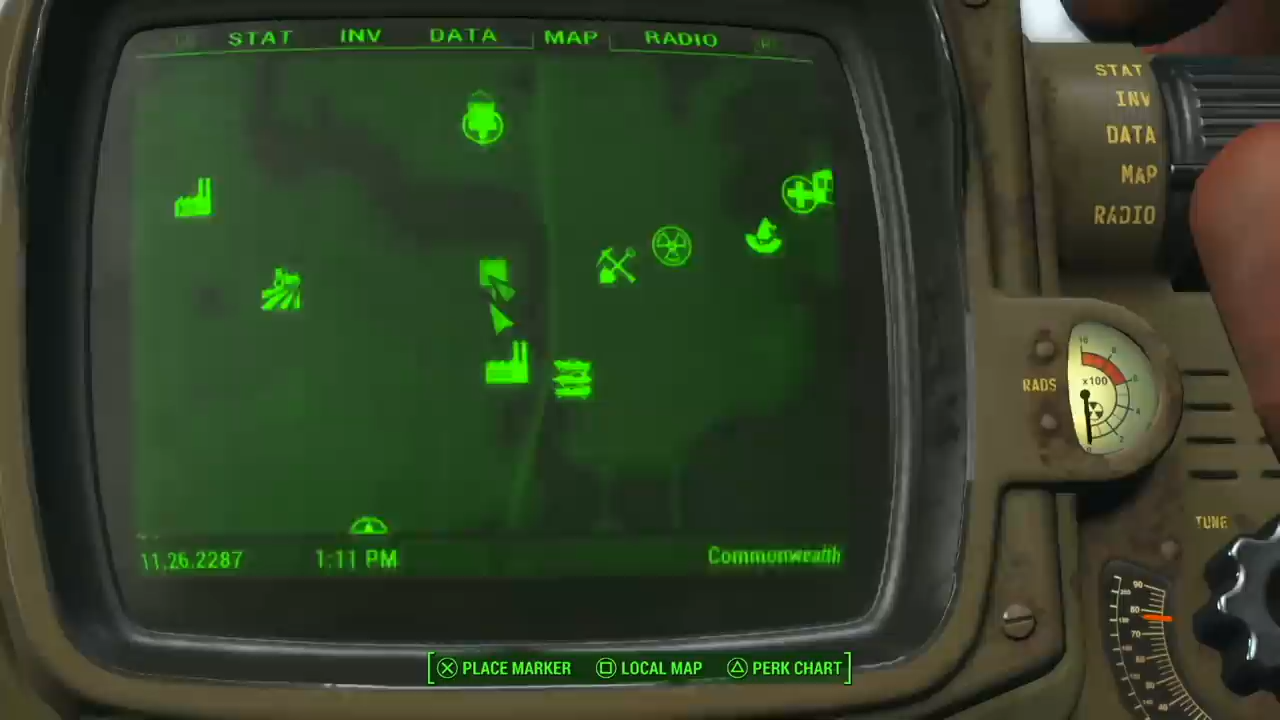 STAT INV DATA MAP RADIO
STAT
INV
DATA
MAP
RADIO
RADS
x100
TUNE
11.26.2287 1:11 PM Commonwealth
PLACE MARKER LOCAL MAP PERK CHART